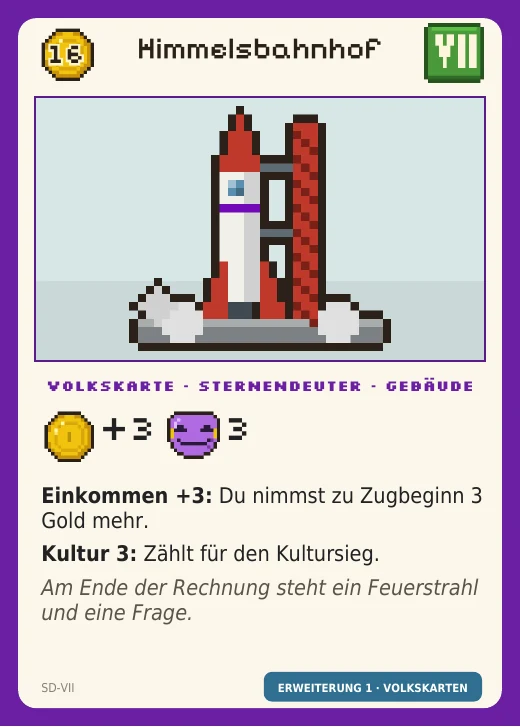 16
Himmelsbahnhof
VII
VOLKSKARTE · STERNENDEUTER · GEBÄUDE
+3 3
Einkommen +3: Du nimmst zu Zugbeginn 3
Gold mehr.
Kultur 3: Zählt für den Kultursieg.
Am Ende der Rechnung steht ein Feuerstrahl
und eine Frage.
SD-VII
ERWEITERUNG 1 · VOLKSKARTEN